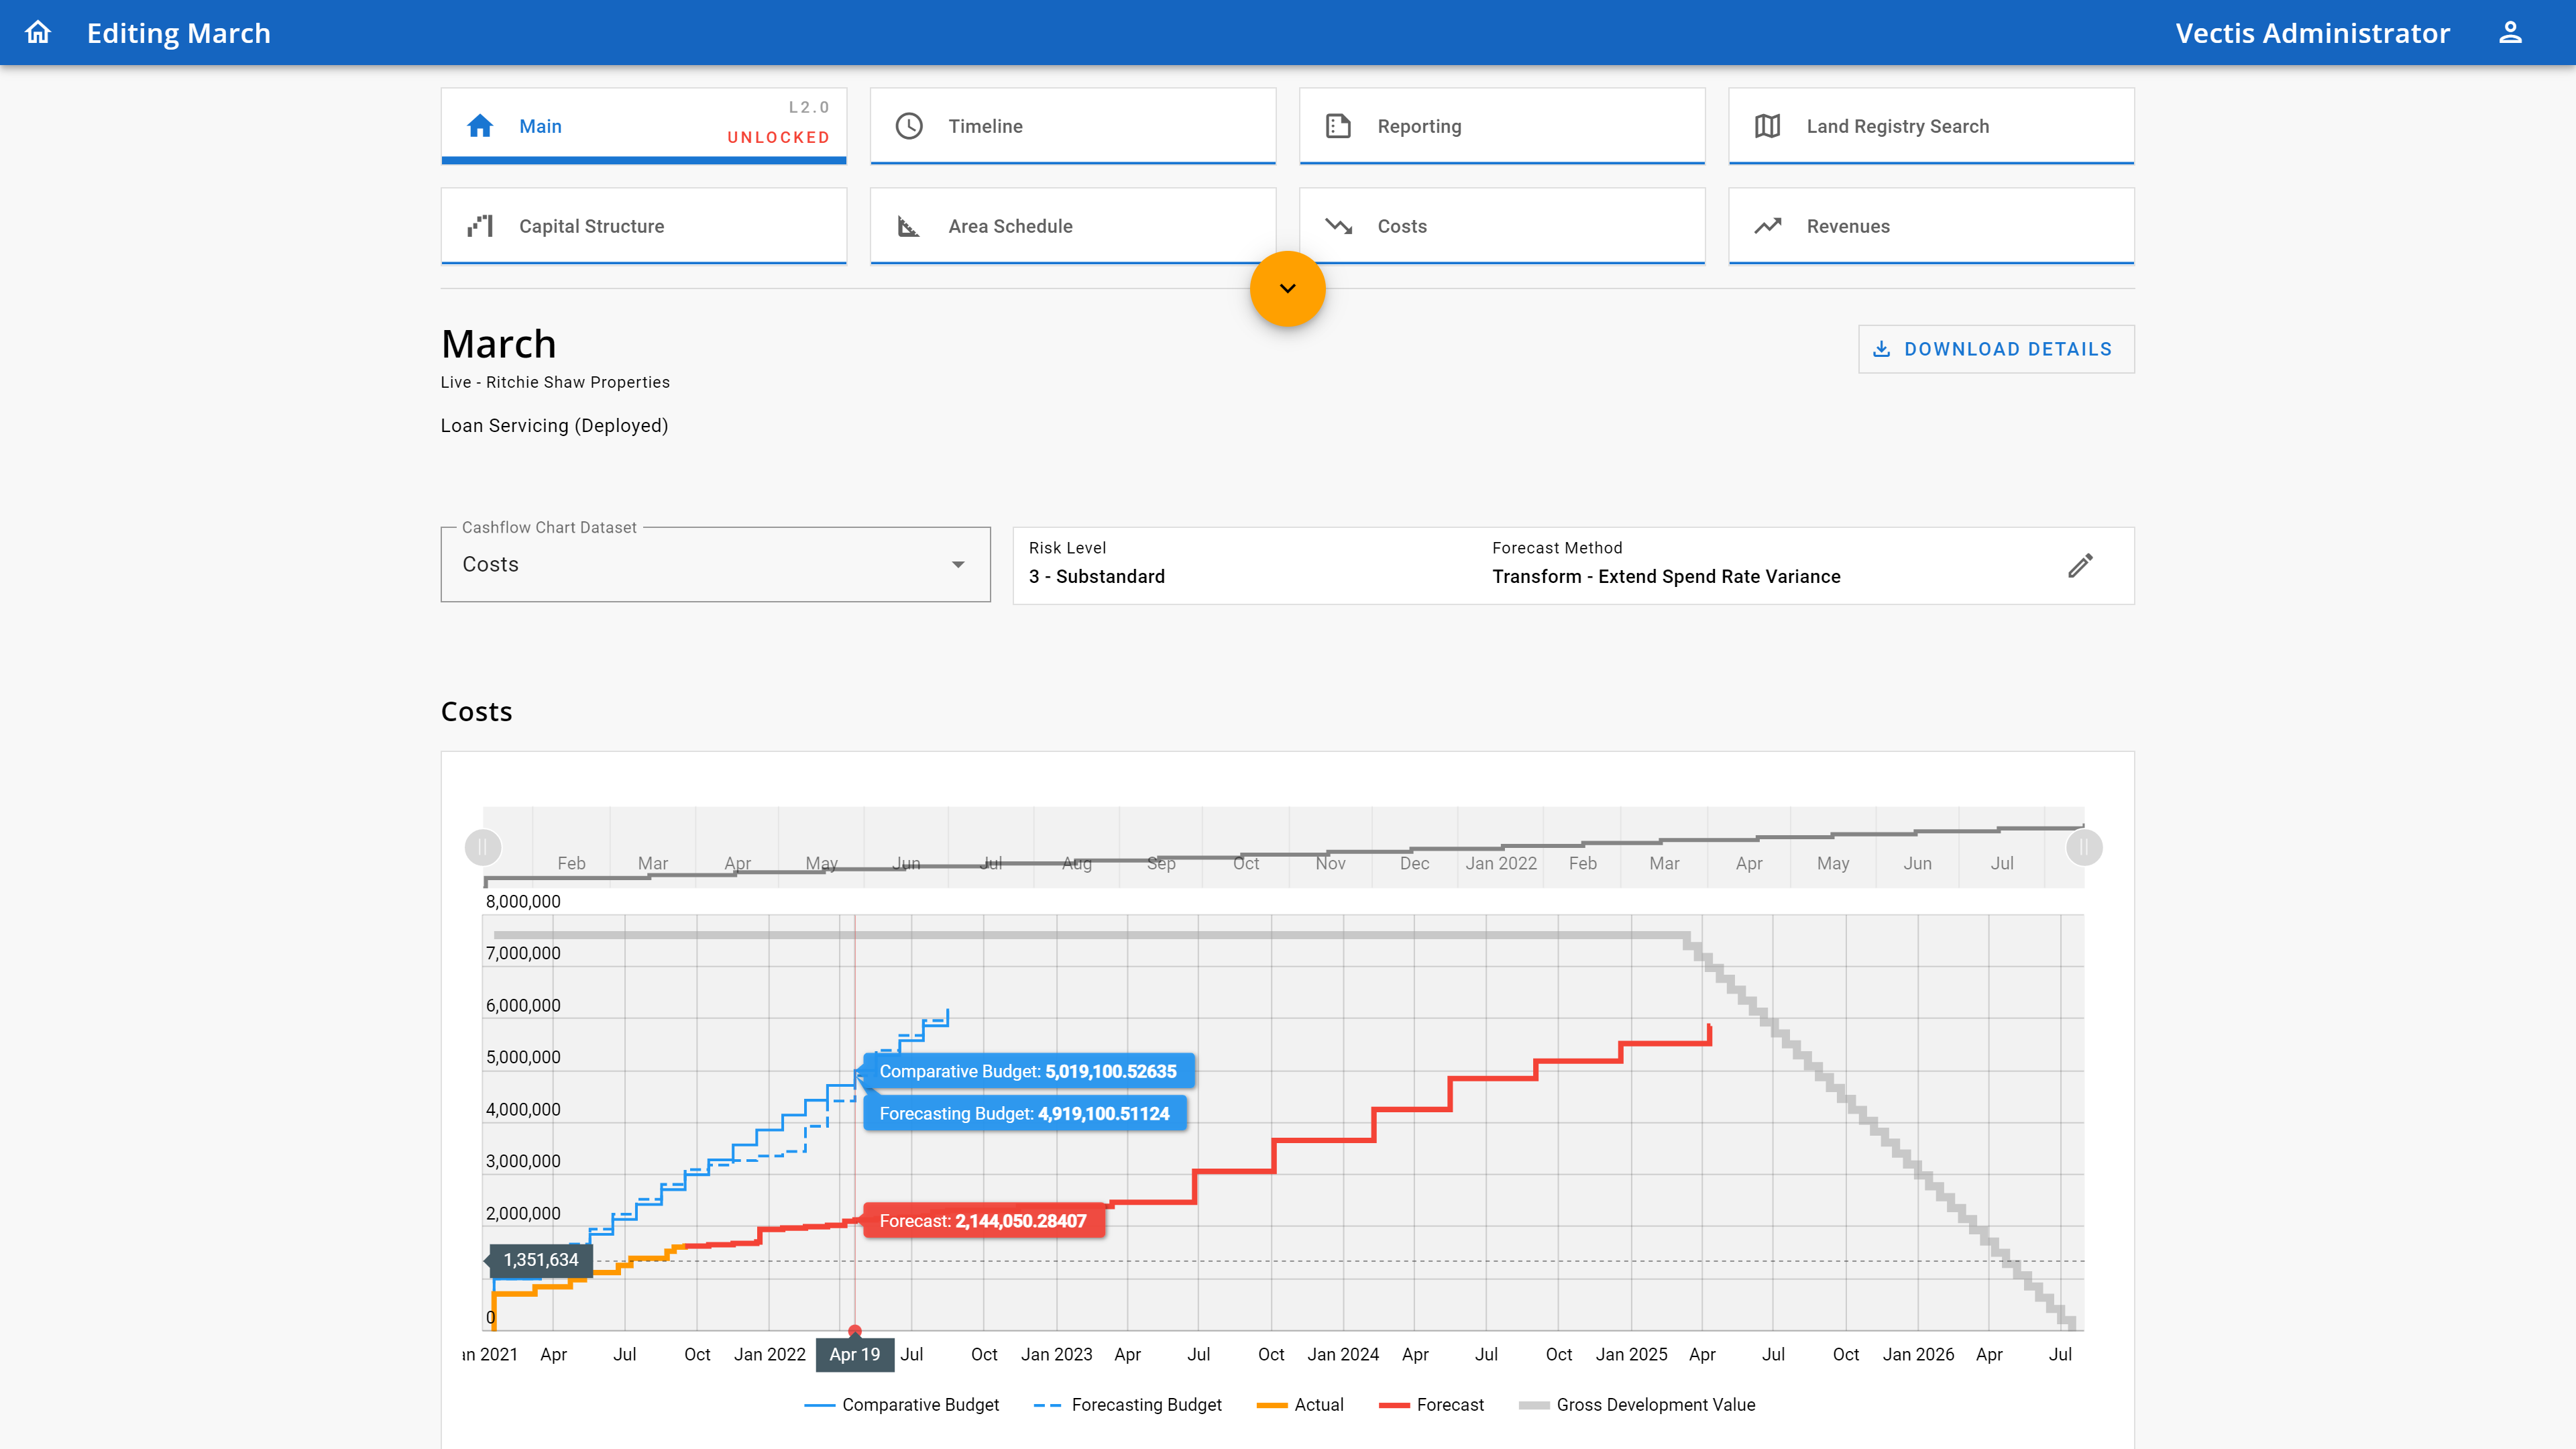 Editing March
Vectis Administrator
Main
L2.0
UNLOCKED
Timeline
Reporting
Land Registry Search
Capital Structure
Area Schedule
Costs
Revenues
March
DOWNLOAD DETAILS
Live - Ritchie Shaw Properties
Loan Servicing (Deployed)
Cashflow Chart Dataset
Costs
Risk Level
3 - Substandard
Forecast Method
Transform - Extend Spend Rate Variance
Costs
Feb Mar Apr May Jun Jul Aug Sep Oct Nov Dec Jan 2022 Feb Mar Apr May Jun Jul
8,000,000
7,000,000
6,000,000
5,000,000
Comparative Budget: 5,019,100.52635
4,000,000
Forecasting Budget: 4,919,100.51124
3,000,000
2,000,000
Forecast: 2,144,050.28407
1,351,634
0
an 2021 Apr Jul Oct Jan 2022 Apr 19 Jul Oct Jan 2023 Apr Jul Oct Jan 2024 Apr Jul Oct Jan 2025 Apr Jul Oct Jan 2026 Apr Jul
Comparative Budget Forecasting Budget Actual Forecast Gross Development Value